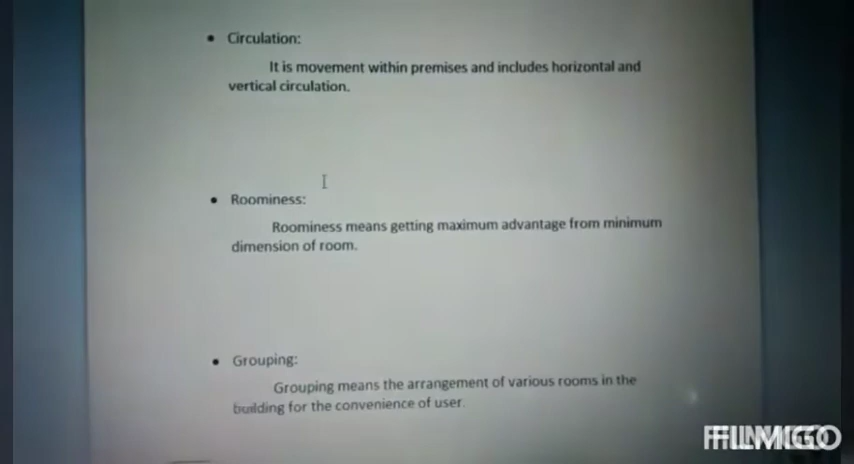 • Circulation:
It is movement within premises and includes horizontal and
vertical circulation.
• Roominess:
Roominess means getting maximum advantage from minimum
dimension of room.
• Grouping:
Grouping means the arrangement of various rooms in the
building for the convenience of user.
FILMIGO